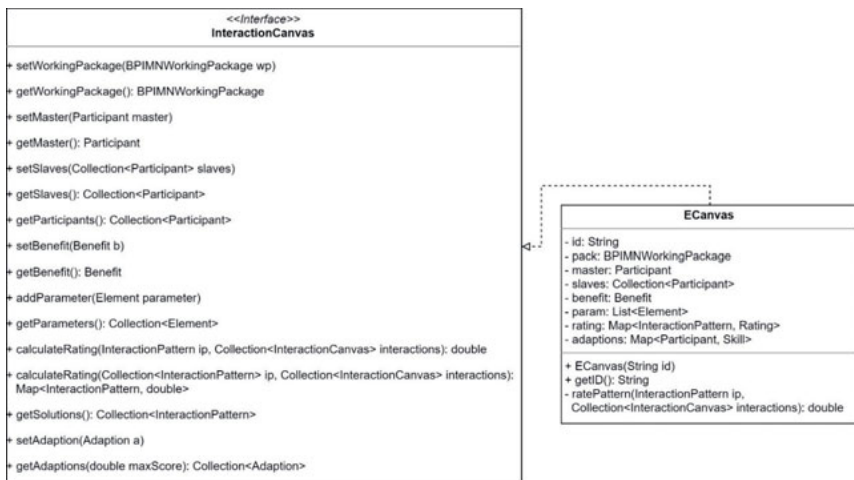 <<Interface>>
InteractionCanvas
+ setWorkingPackage(BPIMNWorkingPackage wp)
+ getWorkingPackage(): BPIMNWorkingPackage
+ setMaster(Participant master)
+ getMaster(): Participant
+ setSlaves(Collection<Participant> slaves)
+ getSlaves(): Collection<Participant>
+ getParticipants(): Collection<Participant>
+ setBenefit(Benefit b)
+ getBenefit(): Benefit
+ addParameter(Element parameter)
+ getParameters(): Collection<Element>
+ calculateRating(InteractionPattern ip, Collection<InteractionCanvas> interactions): double
+ calculateRating(Collection<InteractionPattern> ip, Collection<InteractionCanvas> interactions):
Map<InteractionPattern, double>
+ getSolutions(): Collection<InteractionPattern>
+ setAdaption(Adaption a)
+ getAdaptions(double maxScore): Collection<Adaption>
ECanvas
- id: String
- pack: BPIMNWorkingPackage
- master: Participant
- slaves: Collection<Participant>
- benefit: Benefit
- param: List<Element>
- rating: Map<InteractionPattern, Rating>
- adaptions: Map<Participant, Skill>
+ ECanvas(String id)
+ getID(): String
- ratePattern(InteractionPattern ip,
Collection<InteractionCanvas> interactions): double